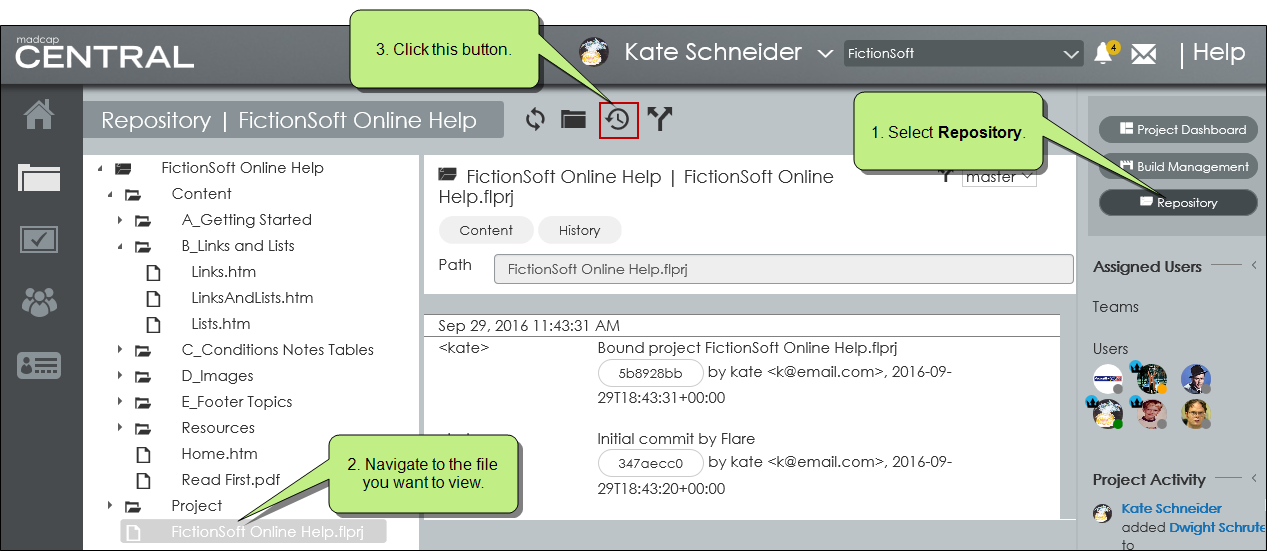 madcap
CENTRAL
3. Click this button.
Kate Schneider
FictionSoft
4
| Help
Repository | FictionSoft Online Help
1. Select Repository.
Project Dashboard
Build Management
Repository
FictionSoft Online Help
Content
A_Getting Started
B_Links and Lists
Links.htm
LinksAndLists.htm
Lists.htm
C_Conditions Notes Tables
D_Images
E_Footer Topics
Resources
Home.htm
Read First.pdf
Project
FictionSoft Online Help.flprj
2. Navigate to the file
you want to view.
FictionSoft Online Help | FictionSoft Online
Help.flprj
master
Content
History
Path
FictionSoft Online Help.flprj
Sep 29, 2016 11:43:31 AM
<kate>
Bound project FictionSoft Online Help.flprj
5b8928bb by kate <k@email.com>, 2016-09-
29T18:43:31+00:00
Initial commit by Flare
347aecc0 by kate <k@email.com>, 2016-09-
29T18:43:20+00:00
Assigned Users
Teams
Users
Project Activity
Kate Schneider
added Dwight Schrute
to